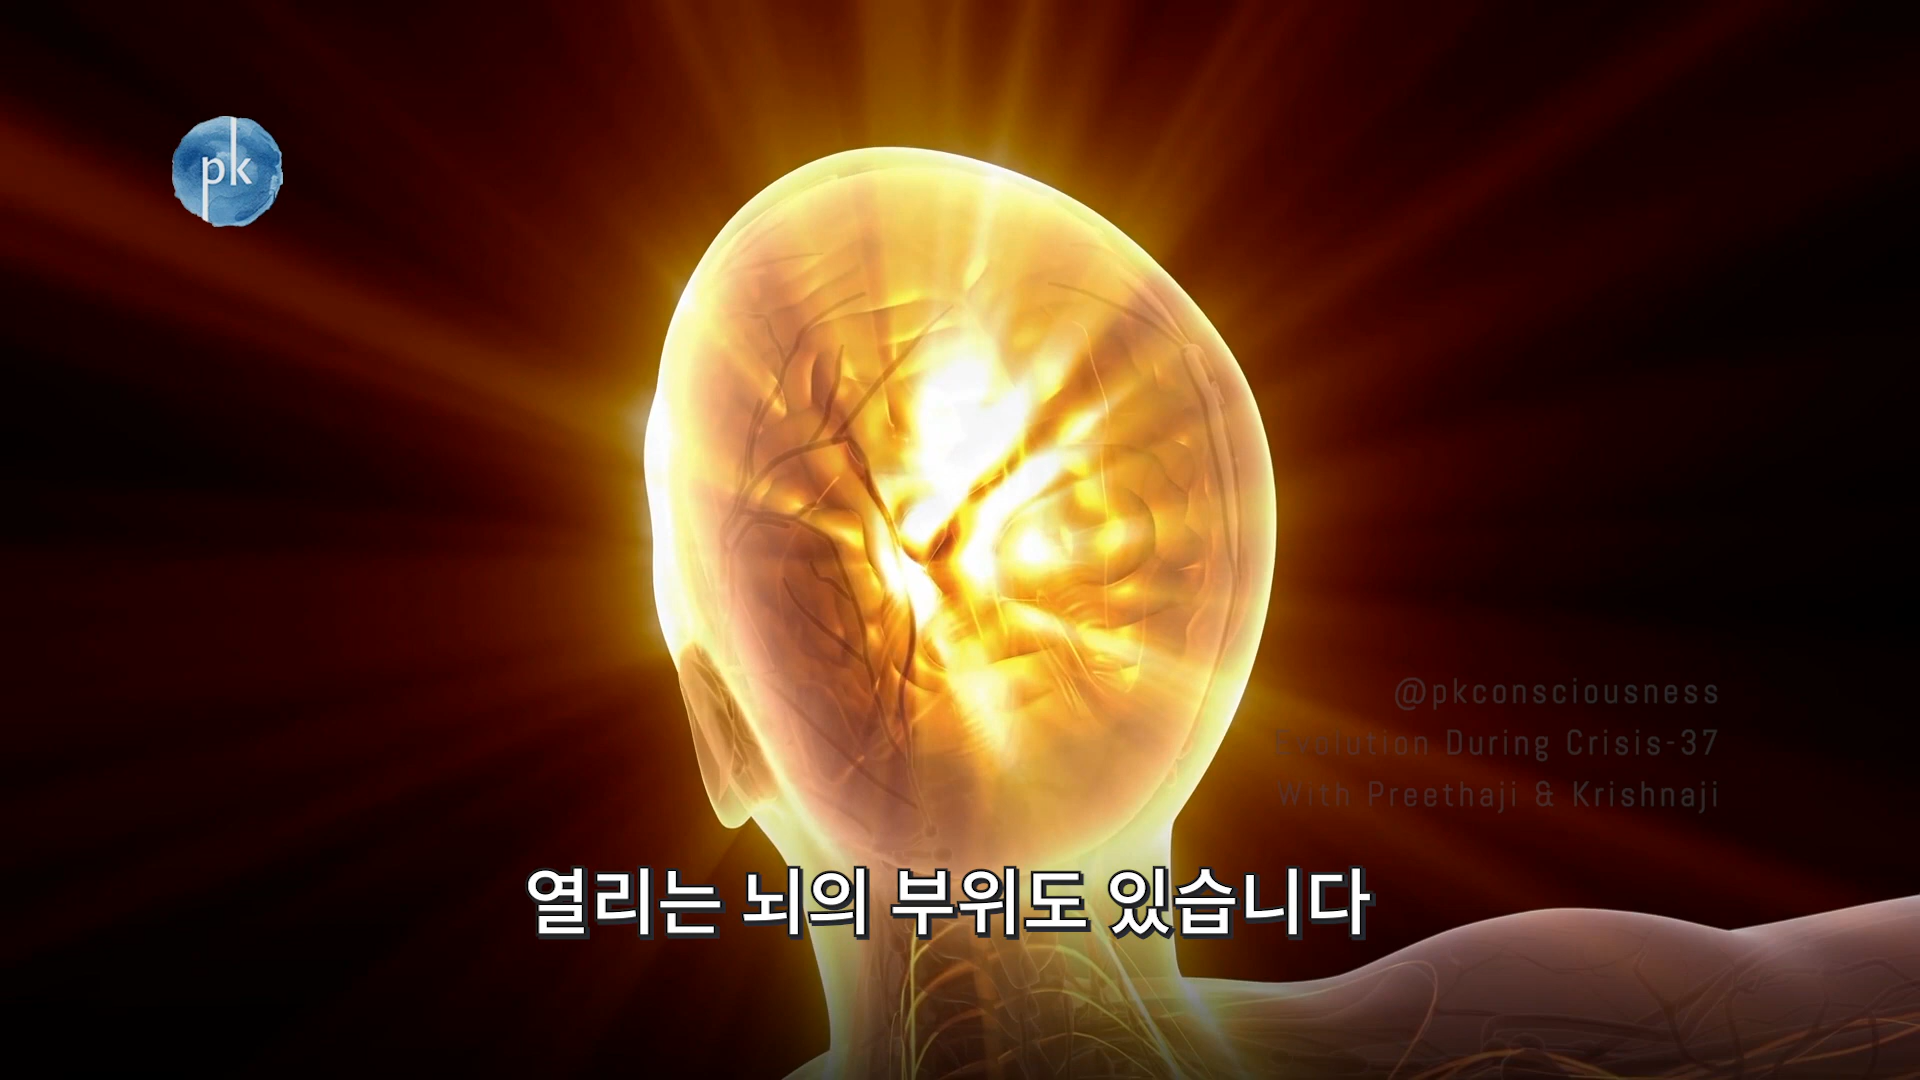 pk
@pkconsciousness
Evolution During Crisis-37
With Preethaji & Krishnaji
열리는 뇌의 부위도 있습니다